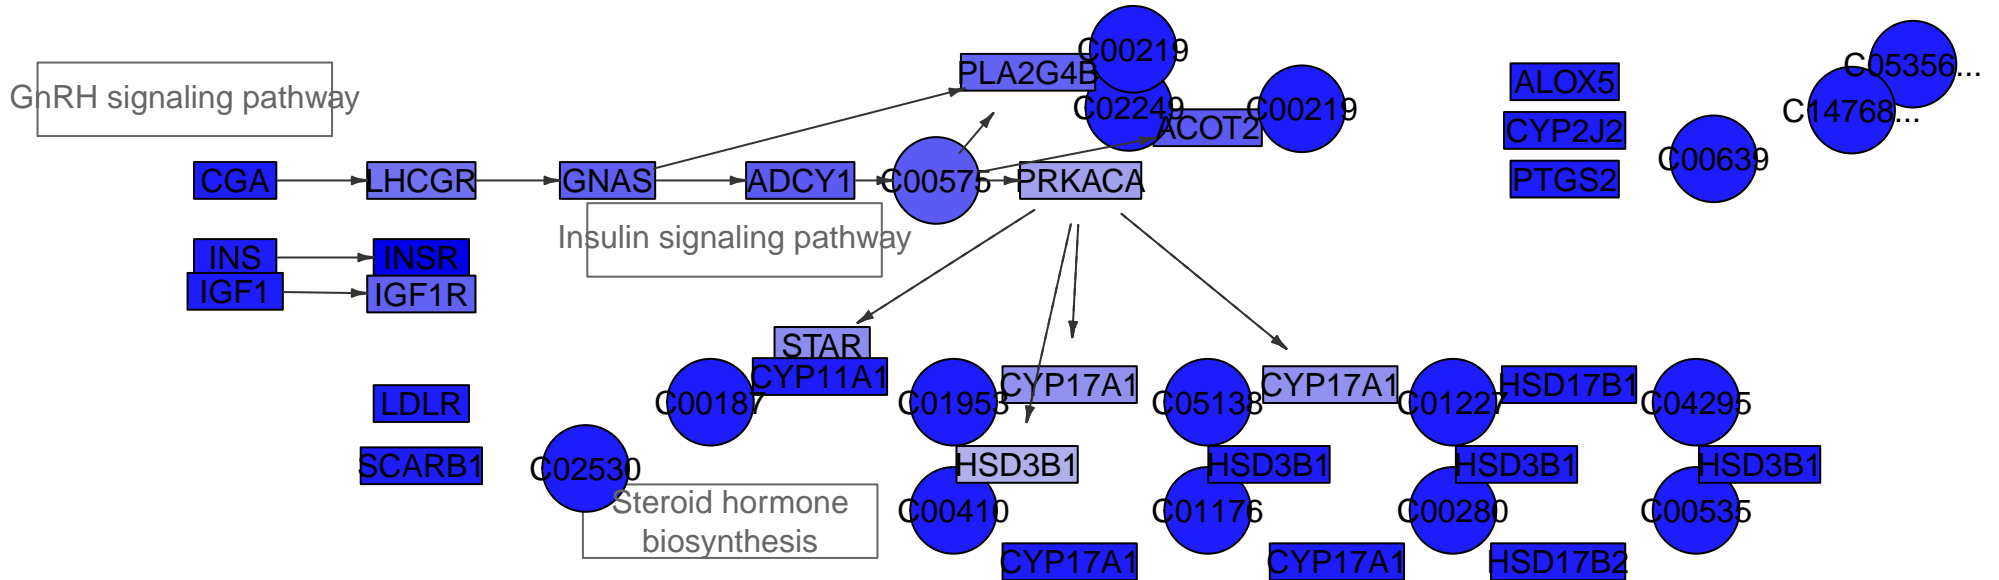 GnRH signaling pathway
PLA2G4B
C00219
C02249
ACOT2
C00219
ALOX5
CYP2J2
PTGS2
C00639
C14768...
C05356...
CGA
LHCGR
GNAS
ADCY1
C00575
PRKACA
Insulin signaling pathway
INS
INSR
IGF1
IGF1R
STAR
CYP11A1
C00187
C01953
CYP17A1
C05138
CYP17A1
C01227
HSD17B1
C04295
LDLR
SCARB1
C02530
HSD3B1
HSD3B1
HSD3B1
HSD3B1
Steroid hormone
biosynthesis
C00410
C01176
C00280
C00535
CYP17A1
CYP17A1
HSD17B2